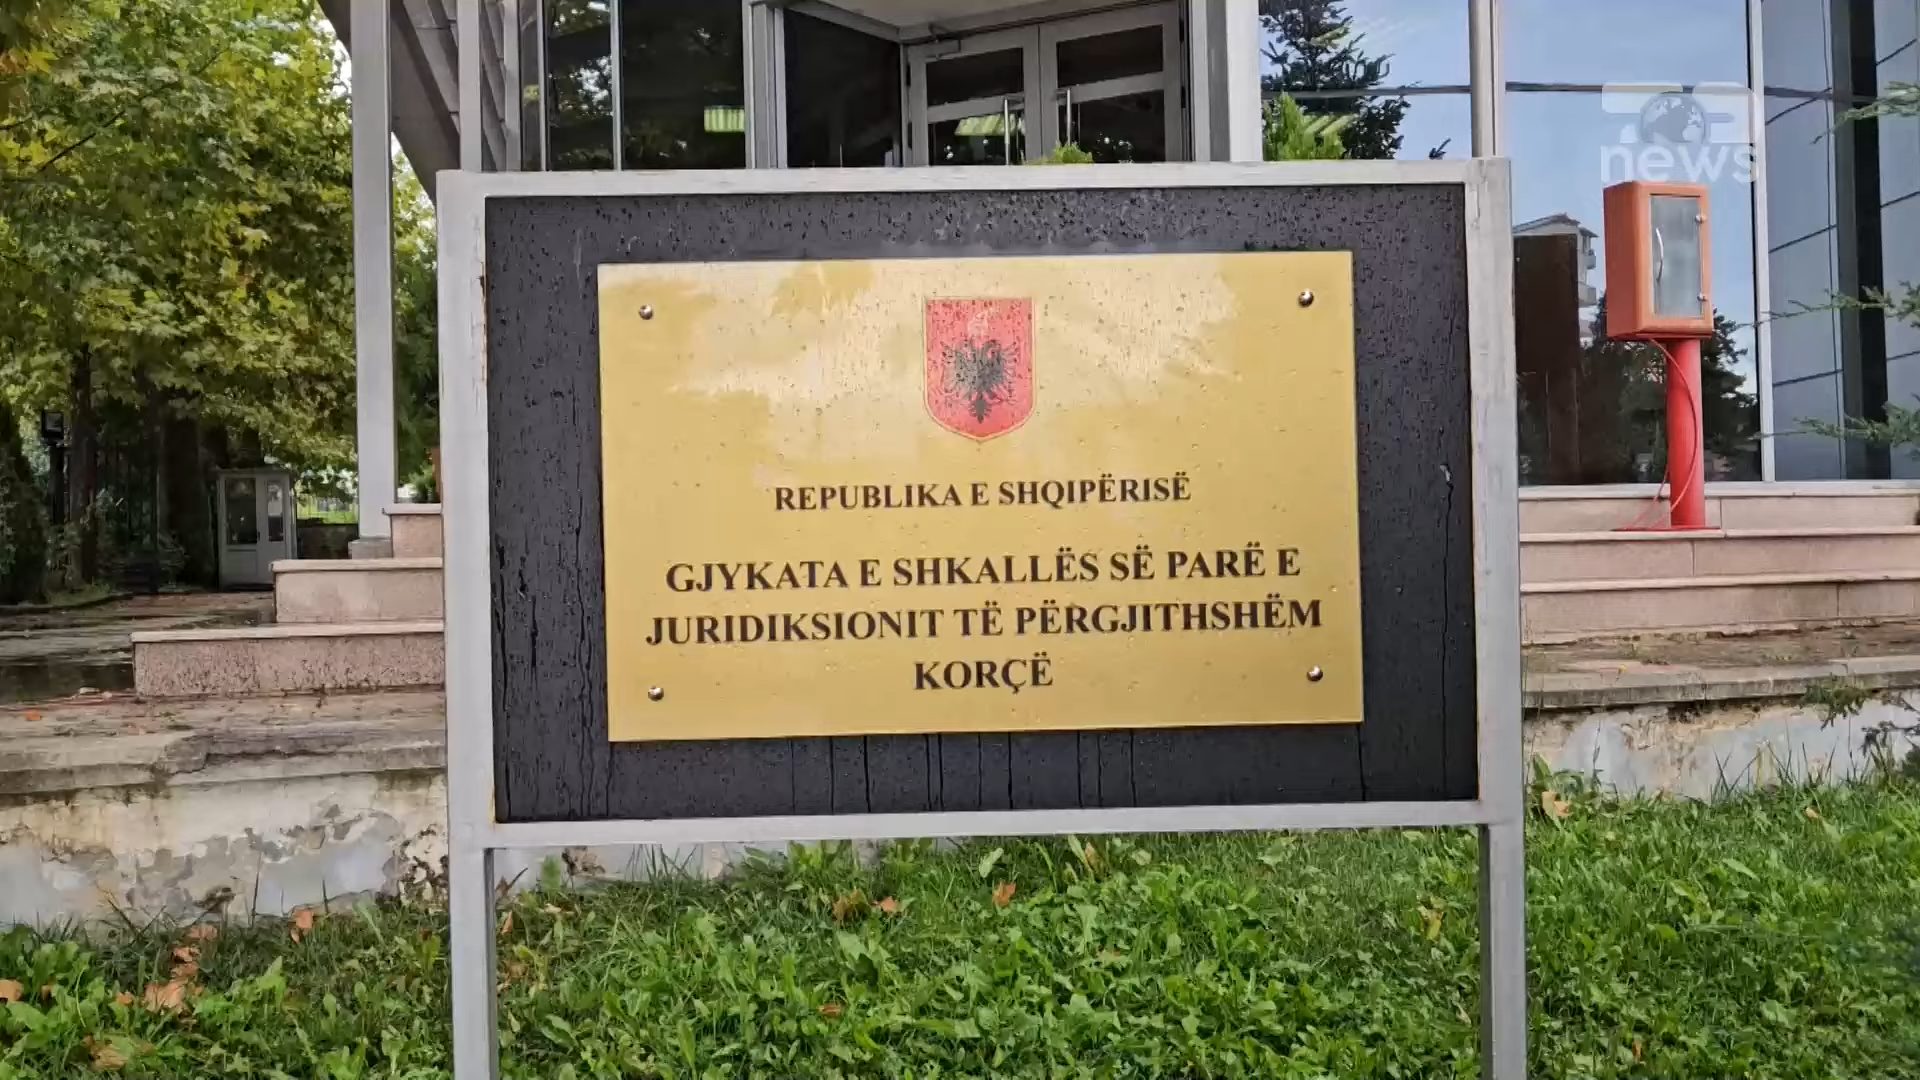 news
REPUBLIKA E SHQIPËRISË
GJYKATA E SHKALLËS SË PARË E
JURIDIKSIONIT TË PËRGJITHSHËM
KORÇË